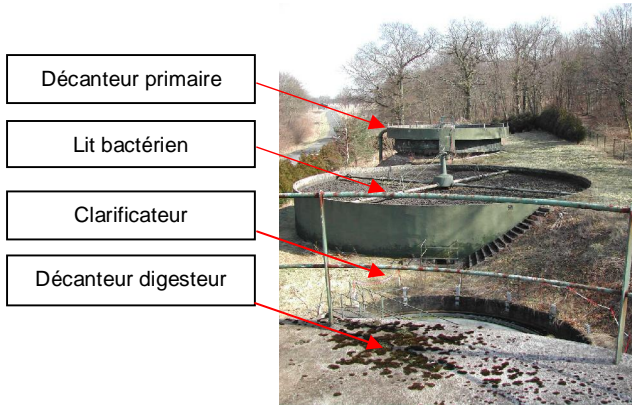 Décanteur primaire
Lit bactérien
Clarificateur
Décanteur digesteur